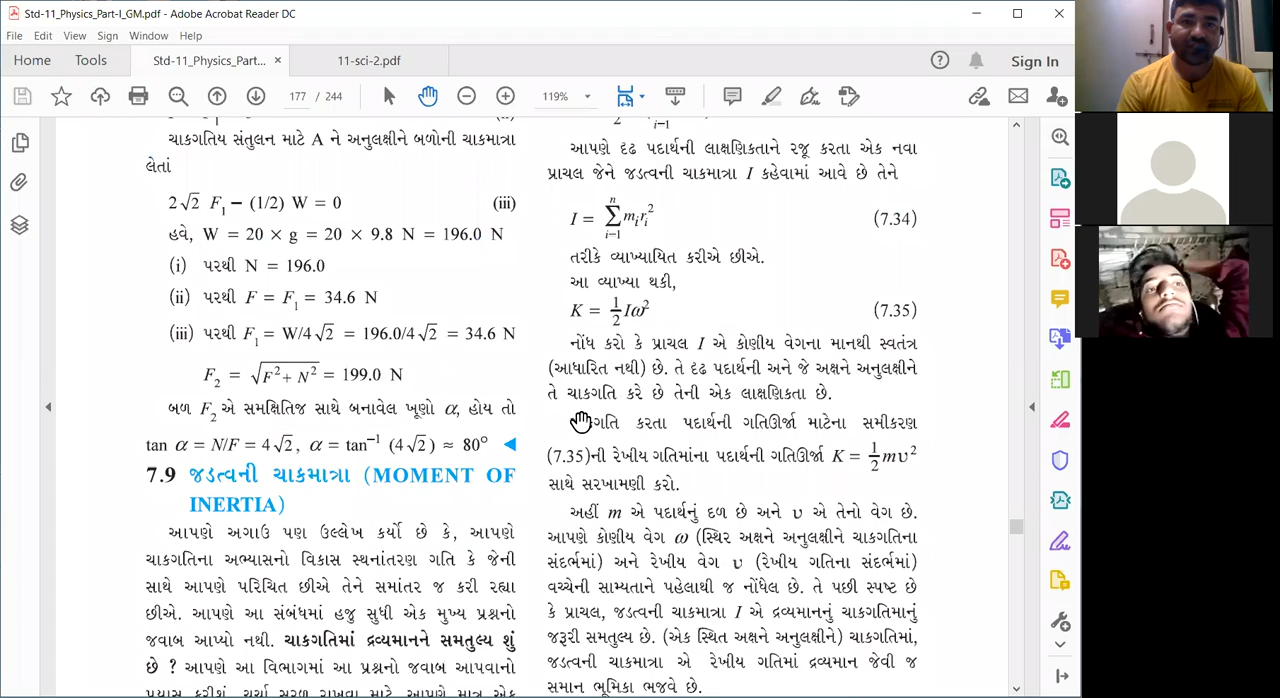 Std-11_Physics_Part-I_GM.pdf - Adobe Acrobat Reader DC
File Edit View Sign Window Help
Home Tools Std-11_Physics_Part... × 11-sci-2.pdf Sign In
177 / 244 119%
ચાકગતિય સંતુલન માટે A ને અનુલક્ષીને બળોની ચાકમાત્રા
લેતાં
2√2 F₁ − (1/2) W = 0 (iii)
હવે, W = 20 × g = 20 × 9.8 N = 196.0 N
(i) પરથી N = 196.0
(ii) પરથી F = F₁ = 34.6 N
(iii) પરથી F₁ = W/4√2 = 196.0/4√2 = 34.6 N
F₂ = √(F² + N²) = 199.0 N
બળ F₂ એ સમક્ષિતિજ સાથે બનાવેલ ખૂણો α, હોય તો
tan α = N/F = 4√2, α = tan⁻¹ (4√2) ≈ 80°
7.9 જડત્વની ચાકમાત્રા (MOMENT OF
INERTIA)
આપણે અગાઉ પણ ઉલ્લેખ કર્યો છે કે, આપણે
ચાકગતિના અભ્યાસનો વિકાસ સ્થનાંતરણ ગતિ કે જેની
સાથે આપણે પરિચિત છીએ તેને સમાંતર જ કરી રહ્યા
છીએ. આપણે આ સંબંધમાં હજુ સુધી એક મુખ્ય પ્રશ્નનો
જવાબ આપ્યો નથી. ચાકગતિમાં દ્રવ્યમાનને સમતુલ્ય શું
છે ? આપણે આ વિભાગમાં આ પ્રશ્નનો જવાબ આપવાનો
આપણે દૃઢ પદાર્થની લાક્ષણિકતાને રજૂ કરતા એક નવા
પ્રાચલ જેને જડત્વની ચાકમાત્રા I કહેવામાં આવે છે તેને
I = Σ mᵢrᵢ² (7.34)
તરીકે વ્યાખ્યાયિત કરીએ છીએ.
આ વ્યાખ્યા થકી,
K = ½Iω² (7.35)
નોંધ કરો કે પ્રાચલ I એ કોણીય વેગના માનથી સ્વતંત્ર
(આધારિત નથી) છે. તે દૃઢ પદાર્થની અને જે અક્ષને અનુલક્ષીને
તે ચાકગતિ કરે છે તેની એક લાક્ષણિકતા છે.
ગતિ કરતા પદાર્થની ગતિઊર્જા માટેના સમીકરણ
(7.35)ની રેખીય ગતિમાંના પદાર્થની ગતિઊર્જા K = ½mυ²
સાથે સરખામણી કરો.
અહીં m એ પદાર્થનું દળ છે અને υ એ તેનો વેગ છે.
આપણે કોણીય વેગ ω (સ્થિર અક્ષને અનુલક્ષીને ચાકગતિના
સંદર્ભમાં) અને રેખીય વેગ υ (રેખીય ગતિના સંદર્ભમાં)
વચ્ચેની સામ્યતાને પહેલાથી જ નોંધેલ છે. તે પછી સ્પષ્ટ છે
કે પ્રાચલ, જડત્વની ચાકમાત્રા I એ દ્રવ્યમાનનું ચાકગતિમાનું
જરૂરી સમતુલ્ય છે. (એક સ્થિત અક્ષને અનુલક્ષીને) ચાકગતિમાં,
જડત્વની ચાકમાત્રા એ રેખીય ગતિમાં દ્રવ્યમાન જેવી જ
સમાન ભૂમિકા ભજવે છે.